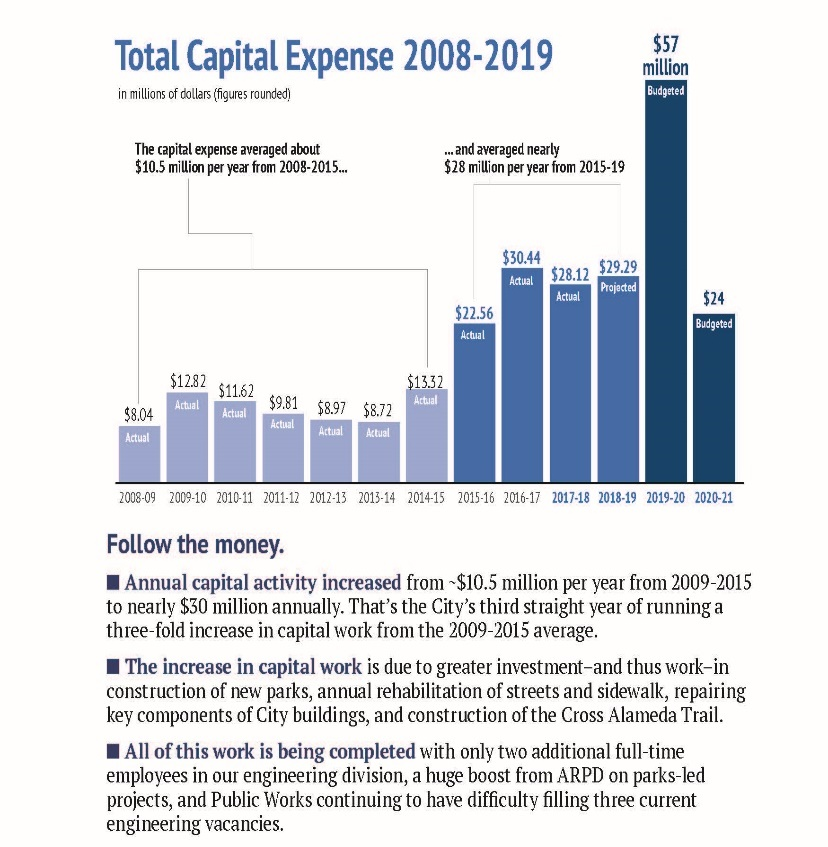 Total Capital Expense 2008-2019
in millions of dollars (figures rounded)
$57
million
Budgeted
The capital expense averaged about
$10.5 million per year from 2008-2015...
...and averaged nearly
$28 million per year from 2015-19
$8.04
Actual
$12.82
Actual
$11.62
Actual
$9.81
Actual
$8.97
Actual
$8.72
Actual
$13.32
Actual
$22.56
Actual
$30.44
Actual
$28.12
Actual
$29.29
Projected
$24
Budgeted
2008-09 2009-10 2010-11 2011-12 2012-13 2013-14 2014-15 2015-16 2016-17 2017-18 2018-19 2019-20 2020-21
Follow the money.
■ Annual capital activity increased from ~$10.5 million per year from 2009-2015
to nearly $30 million annually. That’s the City’s third straight year of running a
three-fold increase in capital work from the 2009-2015 average.
■ The increase in capital work is due to greater investment–and thus work–in
construction of new parks, annual rehabilitation of streets and sidewalk, repairing
key components of City buildings, and construction of the Cross Alameda Trail.
■ All of this work is being completed with only two additional full-time
employees in our engineering division, a huge boost from ARPD on parks-led
projects, and Public Works continuing to have difficulty filling three current
engineering vacancies.